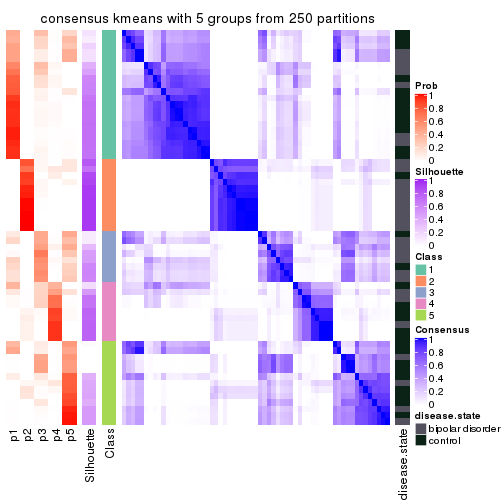 consensus kmeans with 5 groups from 250 partitions
Prob
1
0.8
0.6
0.4
0.2
0
Silhouette
1
0.8
0.6
0.4
0.2
0
Class
1
2
3
4
5
Consensus
1
0.8
0.6
0.4
0.2
0
disease.state
bipolar disorder
control
p1
p2
p3
p4
p5
Silhouette
Class
disease.state